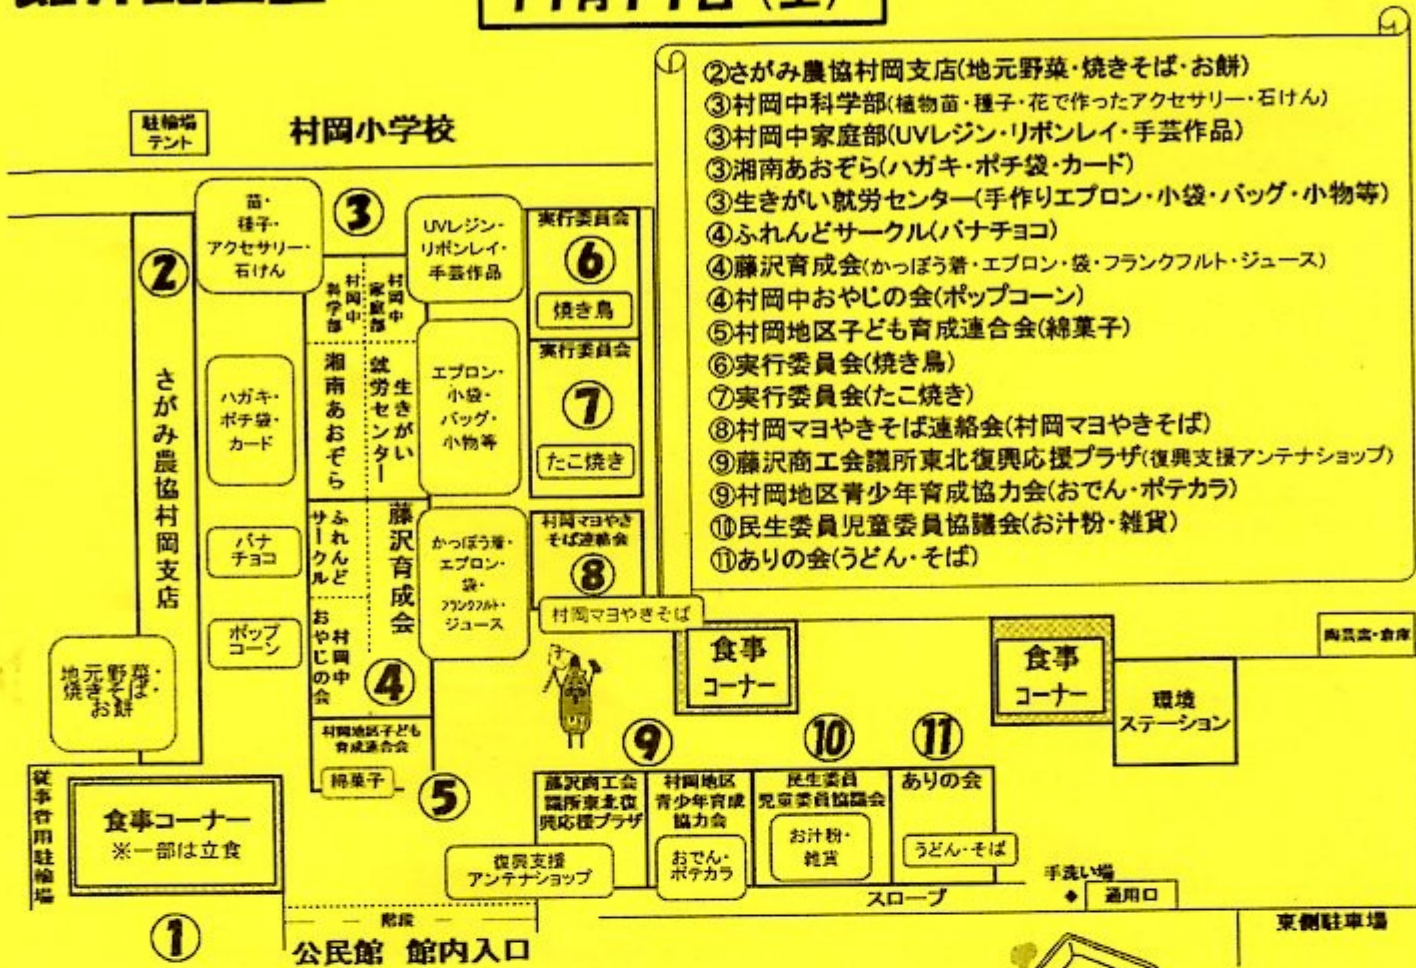 ②さがみ農協村岡支店(地元野菜・焼きそば・お餅)
③村岡中科学部(植物苗・種子・花で作ったアクセサリー・石けん)
③村岡中家庭部(UVレジン・リボンレイ・手芸作品)
③湘南あおぞら(ハガキ・ポチ袋・カード)
③生きがい就労センター(手作りエプロン・小袋・バッグ・小物等)
④ふれんどサークル(バナチョコ)
④藤沢育成会(かっぽう着・エプロン・袋・フランクフルト・ジュース)
④村岡中おやじの会(ポップコーン)
⑤村岡地区子ども育成連合会(綿菓子)
⑥実行委員会(焼き鳥)
⑦実行委員会(たこ焼き)
⑧村岡マヨやきそば連絡会(村岡マヨやきそば)
⑨藤沢商工会議所東北復興応援プラザ(復興支援アンテナショップ)
⑨村岡地区青少年育成協力会(おでん・ポテカラ)
⑩民生委員児童委員協議会(お汁粉・雑貨)
⑪ありの会(うどん・そば)
駐輪場
テント
村岡小学校
②
さがみ農協村岡支店
地元野菜・
焼きそば・
お餅
苗・
種子・
アクセサリー・
石けん
③
UVレジン・
リボンレイ・
手芸作品
村岡中
科学部
村岡中
家庭部
ハガキ・
ポチ袋・
カード
湘南あおぞら
生きがい
就労センター
エプロン・
小袋・
バッグ・
小物等
実行委員会
⑥
焼き鳥
実行委員会
⑦
たこ焼き
バナ
チョコ
ふれんど
サークル
藤沢育成会
かっぽう着・
エプロン・
袋・
フランクフルト・
ジュース
村岡マヨやき
そば連絡会
⑧
村岡マヨやきそば
ポップ
コーン
村岡中
おやじの会
④
村岡地区子ども
育成連合会
綿菓子
⑤
食事
コーナー
食事
コーナー
環境
ステーション
陶芸窯・倉庫
従事者用駐輪場
食事コーナー
※一部は立食
①
⑨
藤沢商工会
議所東北復
興応援プラザ
復興支援
アンテナショップ
村岡地区
青少年育成
協力会
おでん・
ポテカラ
⑩
民生委員
児童委員協議会
お汁粉・
雑貨
⑪
ありの会
うどん・そば
スロープ
手洗い場
通用口
階段
公民館 館内入口
東側駐車場